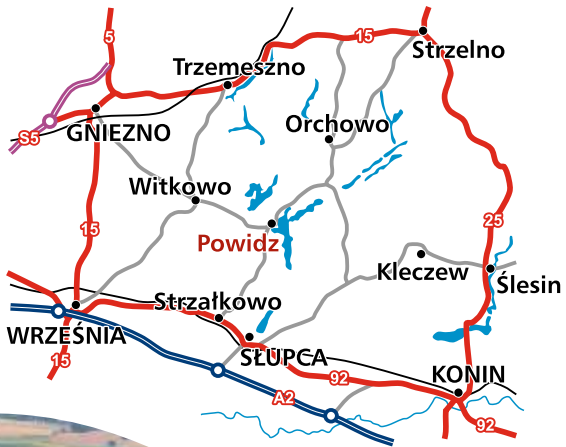 5
15
Strzelno
Trzemeszno
S5
GNIEZNO
Orchowo
Witkowo
15
Powidz
25
Kleczew
Ślesin
Strzałkowo
WRZEŚNIA
SŁUPCA
15
92
KONIN
A2
92